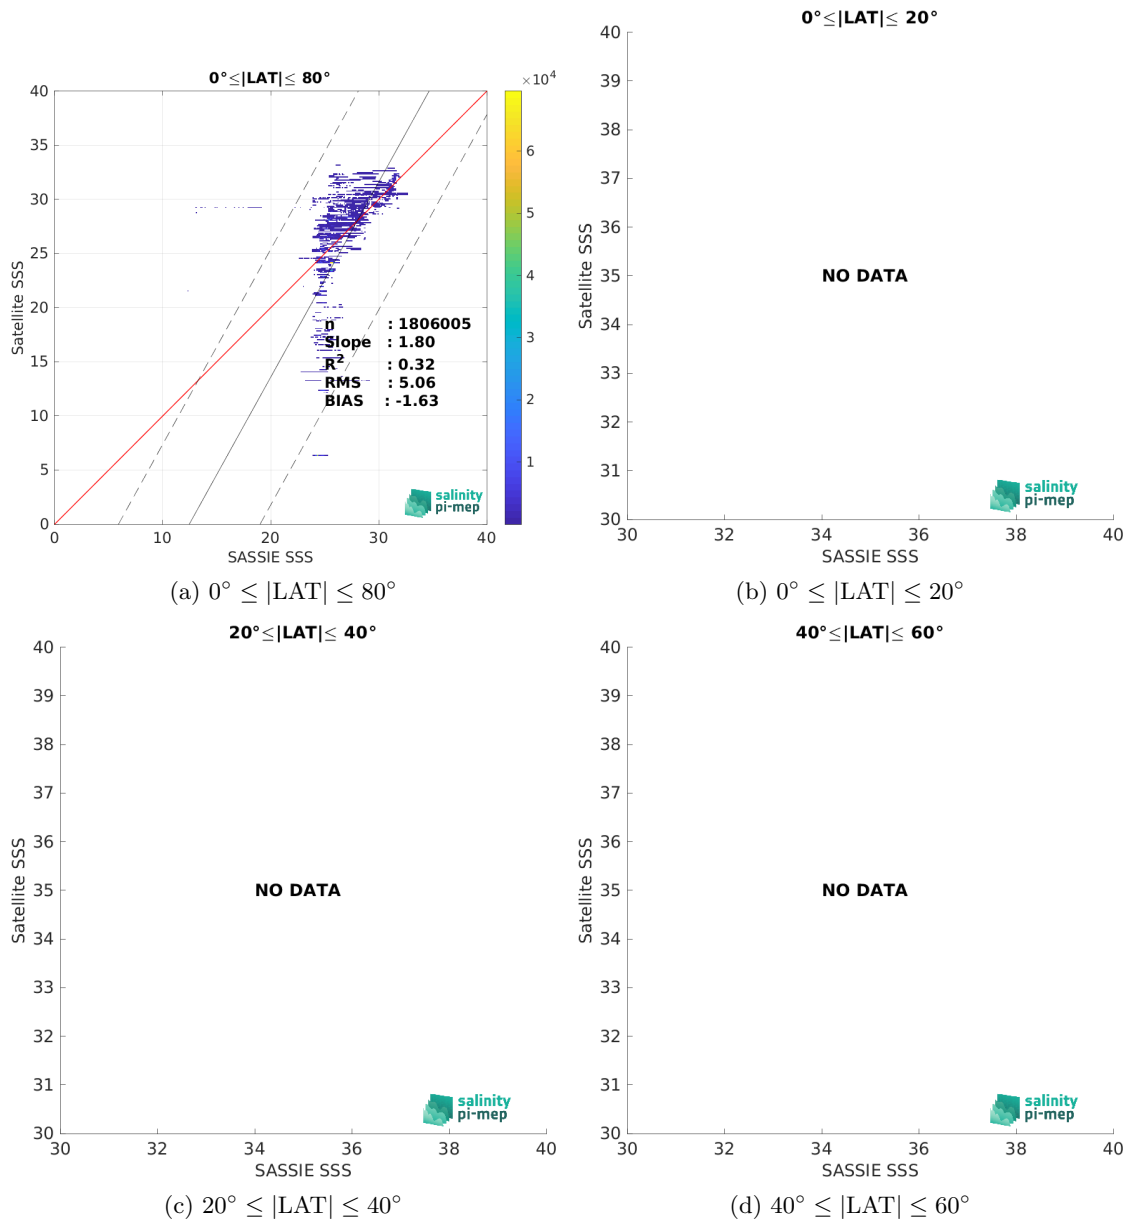 0°≤|LAT|≤ 80°
×10⁴
40
35
30
25
20
15
10
5
0
0
10
20
30
40
6
5
4
3
2
1
Satellite SSS
SASSIE SSS
n : 1806005
Slope : 1.80
R² : 0.32
RMS : 5.06
BIAS : -1.63
salinity
pi-mep
(a) 0° ≤ |LAT| ≤ 80°
0°≤|LAT|≤ 20°
40
39
38
37
36
35
34
33
32
31
30
30
32
34
36
38
40
Satellite SSS
SASSIE SSS
NO DATA
salinity
pi-mep
(b) 0° ≤ |LAT| ≤ 20°
20°≤|LAT|≤ 40°
40
39
38
37
36
35
34
33
32
31
30
30
32
34
36
38
40
Satellite SSS
SASSIE SSS
NO DATA
salinity
pi-mep
(c) 20° ≤ |LAT| ≤ 40°
40°≤|LAT|≤ 60°
40
39
38
37
36
35
34
33
32
31
30
30
32
34
36
38
40
Satellite SSS
SASSIE SSS
NO DATA
salinity
pi-mep
(d) 40° ≤ |LAT| ≤ 60°